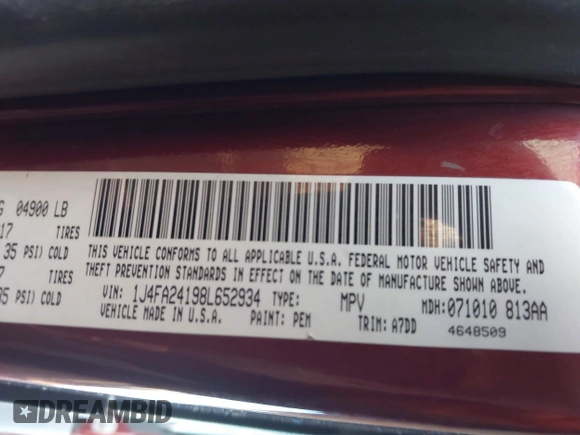 G 04900 LB
17 TIRES
35 PSI) COLD
7 TIRES
35 PSI) COLD
THIS VEHICLE CONFORMS TO ALL APPLICABLE U.S.A. FEDERAL MOTOR VEHICLE SAFETY AND
THEFT PREVENTION STANDARDS IN EFFECT ON THE DATE OF MANUFACTURE SHOWN ABOVE.
VIN: 1J4FA24198L652934 TYPE: MPV MDH:071010 813AA
VEHICLE MADE IN U.S.A. PAINT: PEM TRIM: A7DD
4648509
DREAMBID